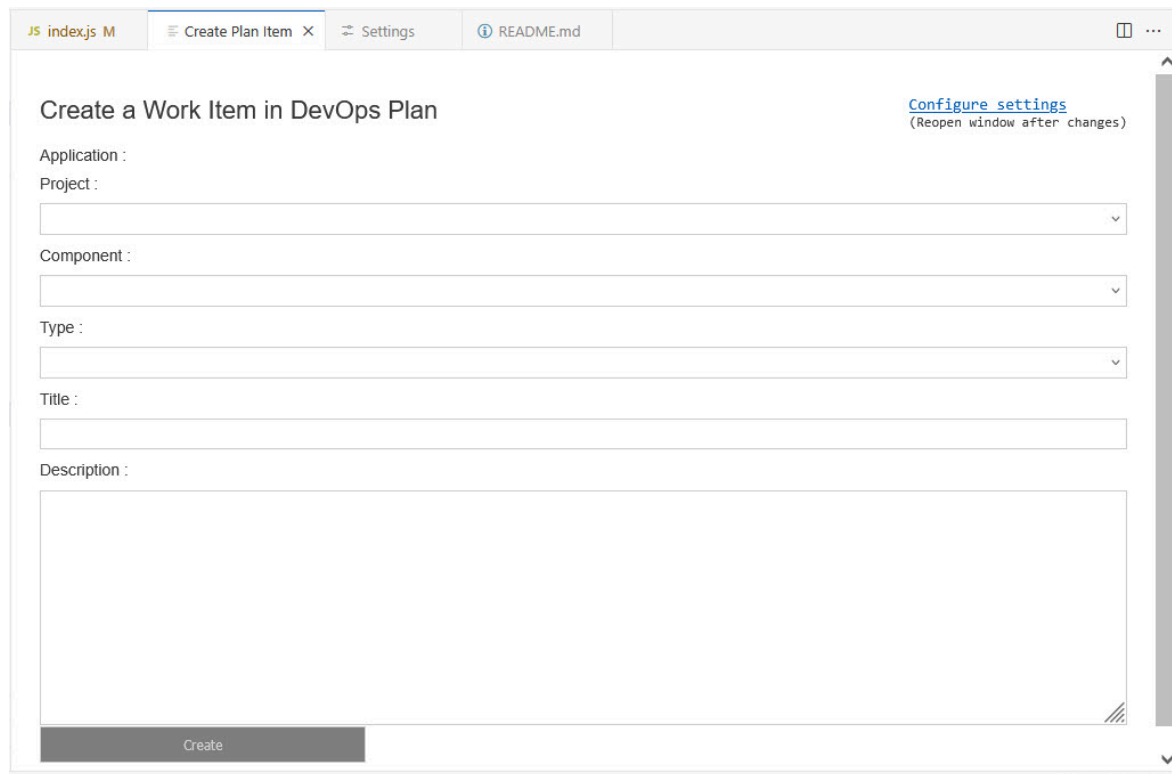 JS index.js M
Create Plan Item
Settings
README.md
Create a Work Item in DevOps Plan
Configure settings
(Reopen window after changes)
Application :
Project :
Component :
Type :
Title :
Description :
Create